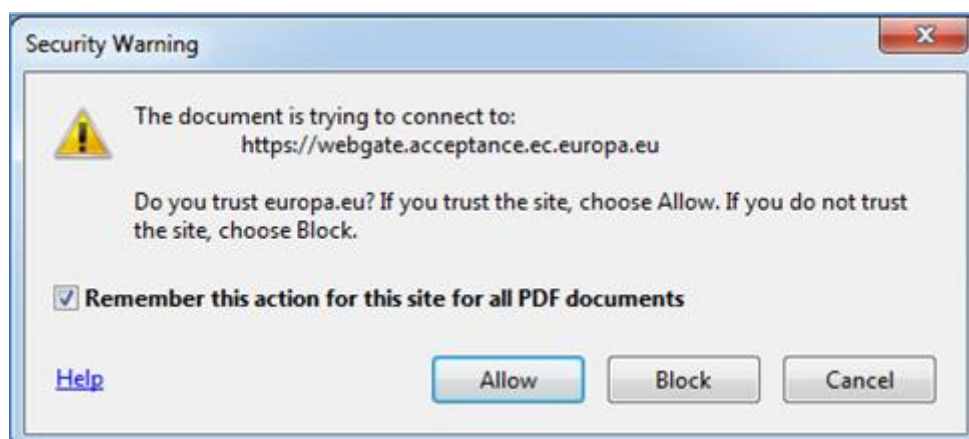 Security Warning
The document is trying to connect to:
https://webgate.acceptance.ec.europa.eu
Do you trust europa.eu? If you trust the site, choose Allow. If you do not trust
the site, choose Block.
Remember this action for this site for all PDF documents
Help Allow Block Cancel